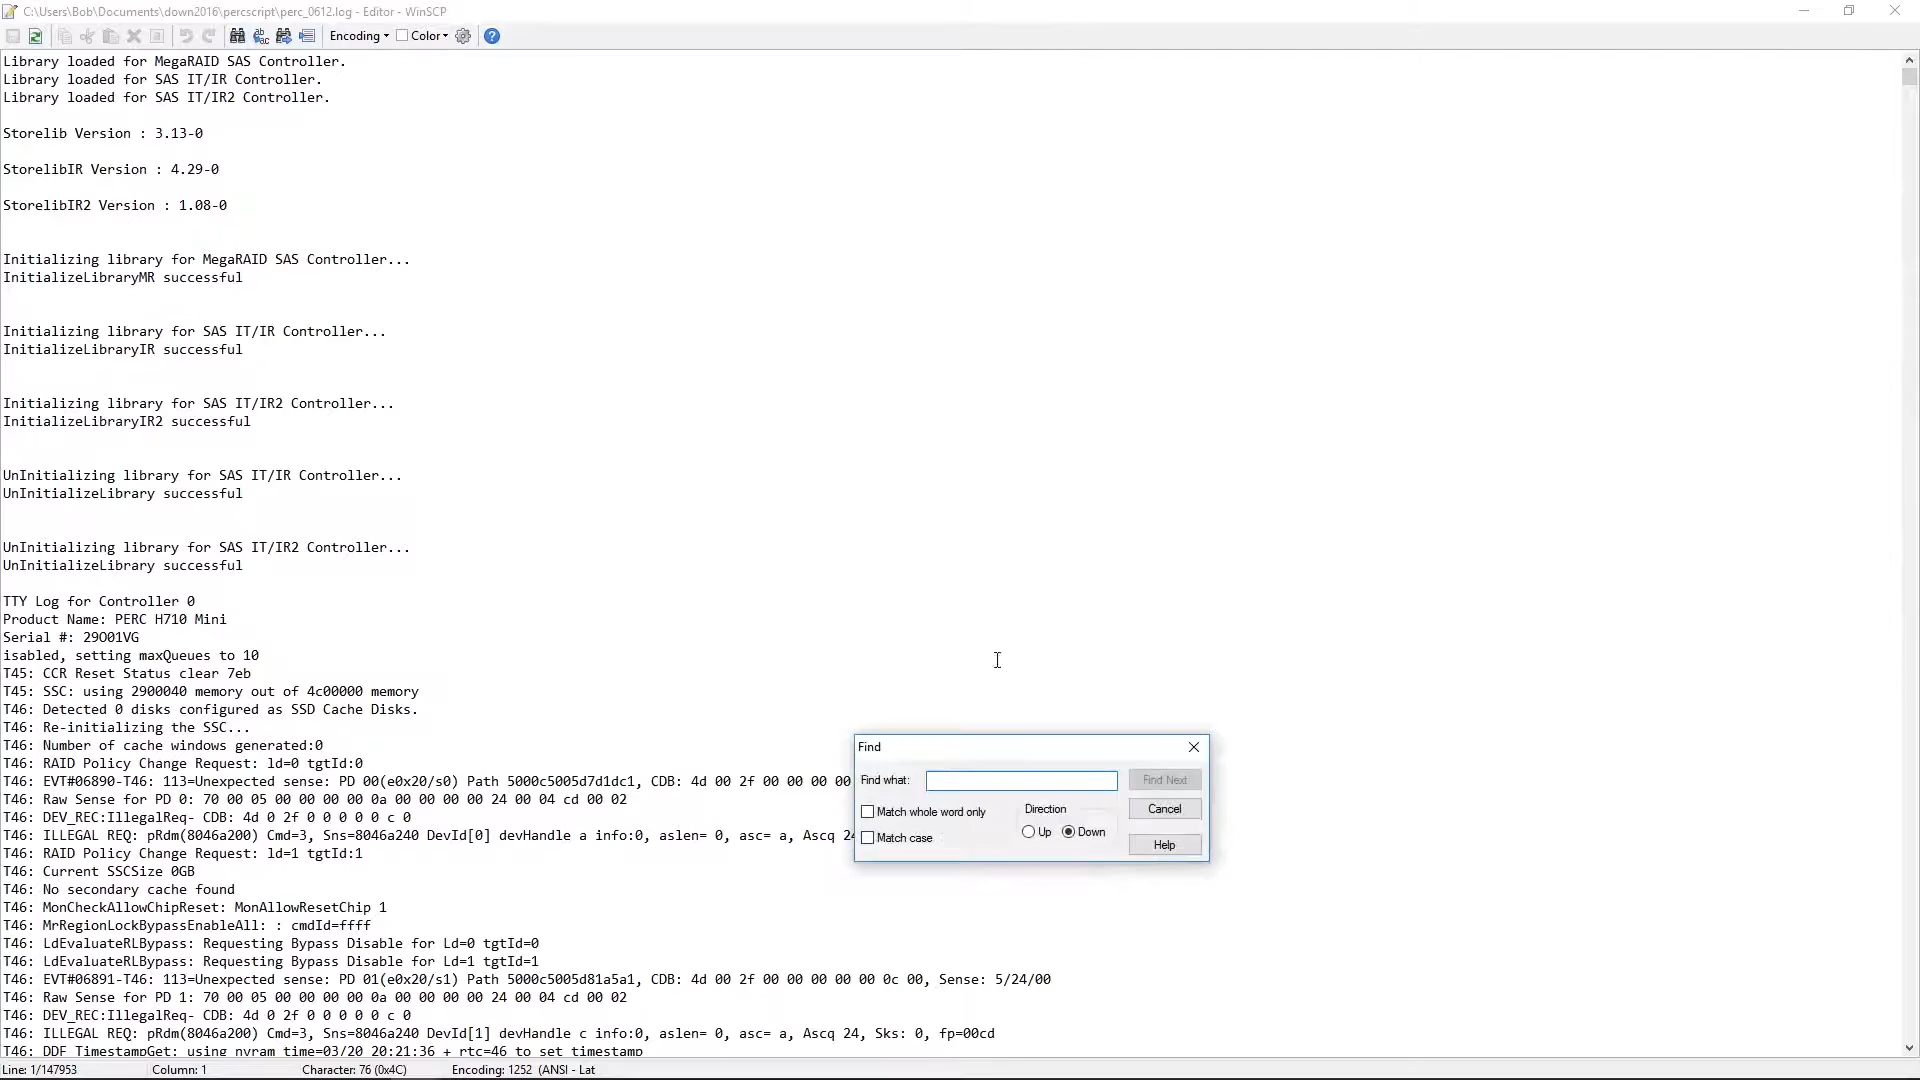 C:\Users\Bob\Documents\down2016\percscript\perc_0612.log - Editor - WinSCP
Encoding Color
Library loaded for MegaRAID SAS Controller.
Library loaded for SAS IT/IR Controller.
Library loaded for SAS IT/IR2 Controller.
Storelib Version : 3.13-0
StorelibIR Version : 4.29-0
StorelibIR2 Version : 1.08-0
Initializing library for MegaRAID SAS Controller...
InitializeLibraryMR successful
Initializing library for SAS IT/IR Controller...
InitializeLibraryIR successful
Initializing library for SAS IT/IR2 Controller...
InitializeLibraryIR2 successful
UnInitializing library for SAS IT/IR Controller...
UnInitializeLibrary successful
UnInitializing library for SAS IT/IR2 Controller...
UnInitializeLibrary successful
TTY Log for Controller 0
Product Name: PERC H710 Mini
Serial #: 29O01VG
isabled, setting maxQueues to 10
T45: CCR Reset Status clear 7eb
T45: SSC: using 2900040 memory out of 4c00000 memory
T46: Detected 0 disks configured as SSD Cache Disks.
T46: Re-initializing the SSC...
T46: Number of cache windows generated:0
T46: RAID Policy Change Request: ld=0 tgtId:0
T46: EVT#06890-T46: 113=Unexpected sense: PD 00(e0x20/s0) Path 5000c5005d7d1dc1, CDB: 4d 00 2f 00 00 00 00 00
T46: Raw Sense for PD 0: 70 00 05 00 00 00 00 0a 00 00 00 00 24 00 04 cd 00 02
T46: DEV_REC:IllegalReq- CDB: 4d 0 2f 0 0 0 0 0 c 0
T46: ILLEGAL REQ: pRdm(8046a200) Cmd=3, Sns=8046a240 DevId[0] devHandle a info:0, aslen= 0, asc= a, Ascq 24
T46: RAID Policy Change Request: ld=1 tgtId:1
T46: Current SSCSize 0GB
T46: No secondary cache found
T46: MonCheckAllowChipReset: MonAllowResetChip 1
T46: MrRegionLockBypassEnableAll: : cmdId=ffff
T46: LdEvaluateRLBypass: Requesting Bypass Disable for Ld=0 tgtId=0
T46: LdEvaluateRLBypass: Requesting Bypass Disable for Ld=1 tgtId=1
T46: EVT#06891-T46: 113=Unexpected sense: PD 01(e0x20/s1) Path 5000c5005d81a5a1, CDB: 4d 00 2f 00 00 00 00 00 0c 00, Sense: 5/24/00
T46: Raw Sense for PD 1: 70 00 05 00 00 00 00 0a 00 00 00 00 24 00 04 cd 00 02
T46: DEV_REC:IllegalReq- CDB: 4d 0 2f 0 0 0 0 0 c 0
T46: ILLEGAL REQ: pRdm(8046a200) Cmd=3, Sns=8046a240 DevId[1] devHandle c info:0, aslen= 0, asc= a, Ascq 24, Sks: 0, fp=00cd
T46: DDF TimestampGet: using nvram time=03/20 20:21:36 + rtc=46 to set timestamp
Find
Find what: Find Next
Match whole word only Direction Cancel
Up Down
Match case Help
Line: 1/147953 Column: 1 Character: 76 (0x4C) Encoding: 1252 (ANSI - Lat